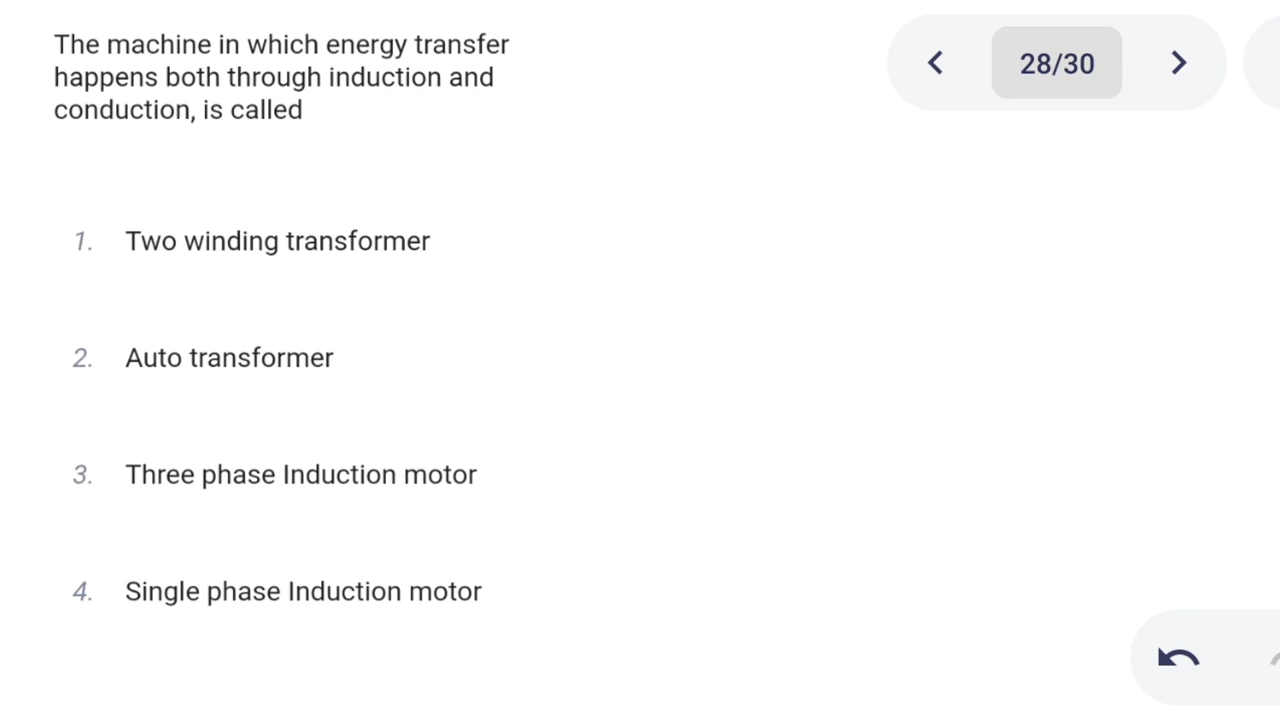 The machine in which energy transfer
happens both through induction and
conduction, is called
28/30
1. Two winding transformer
2. Auto transformer
3. Three phase Induction motor
4. Single phase Induction motor